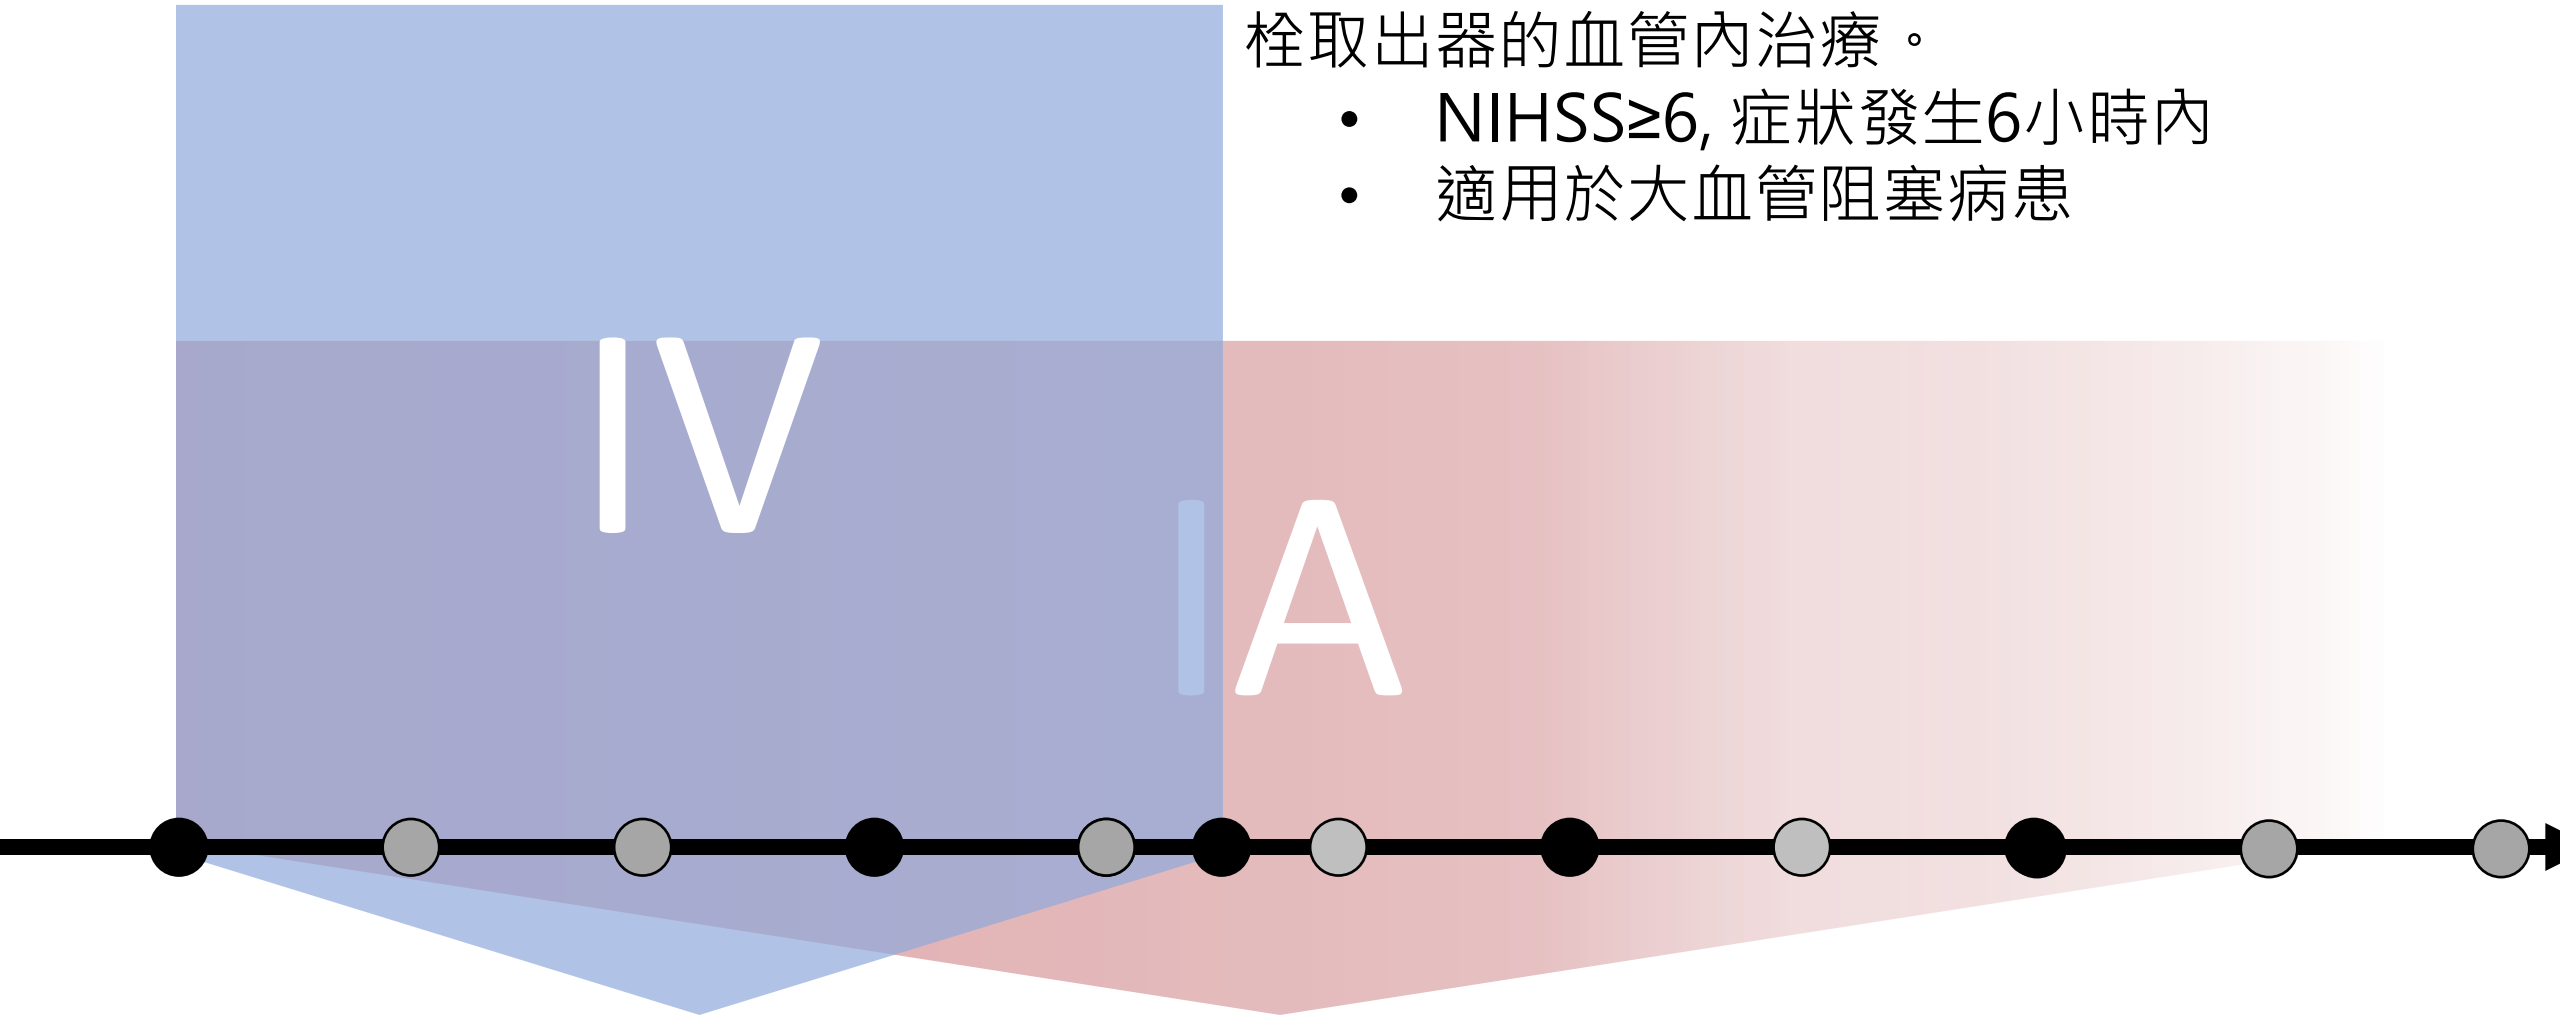 栓取出器的血管內治療。
• NIHSS≥6, 症狀發生6小時內
• 適用於大血管阻塞病患
IV
IA